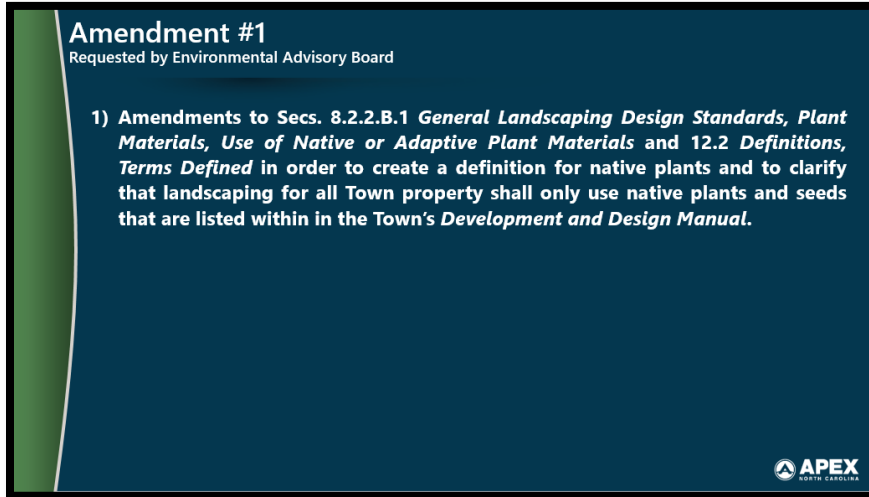 Amendment #1
Requested by Environmental Advisory Board
1) Amendments to Secs. 8.2.2.B.1 General Landscaping Design Standards, Plant
Materials, Use of Native or Adaptive Plant Materials and 12.2 Definitions,
Terms Defined in order to create a definition for native plants and to clarify
that landscaping for all Town property shall only use native plants and seeds
that are listed within in the Town's Development and Design Manual.
APEX
NORTH CAROLINA